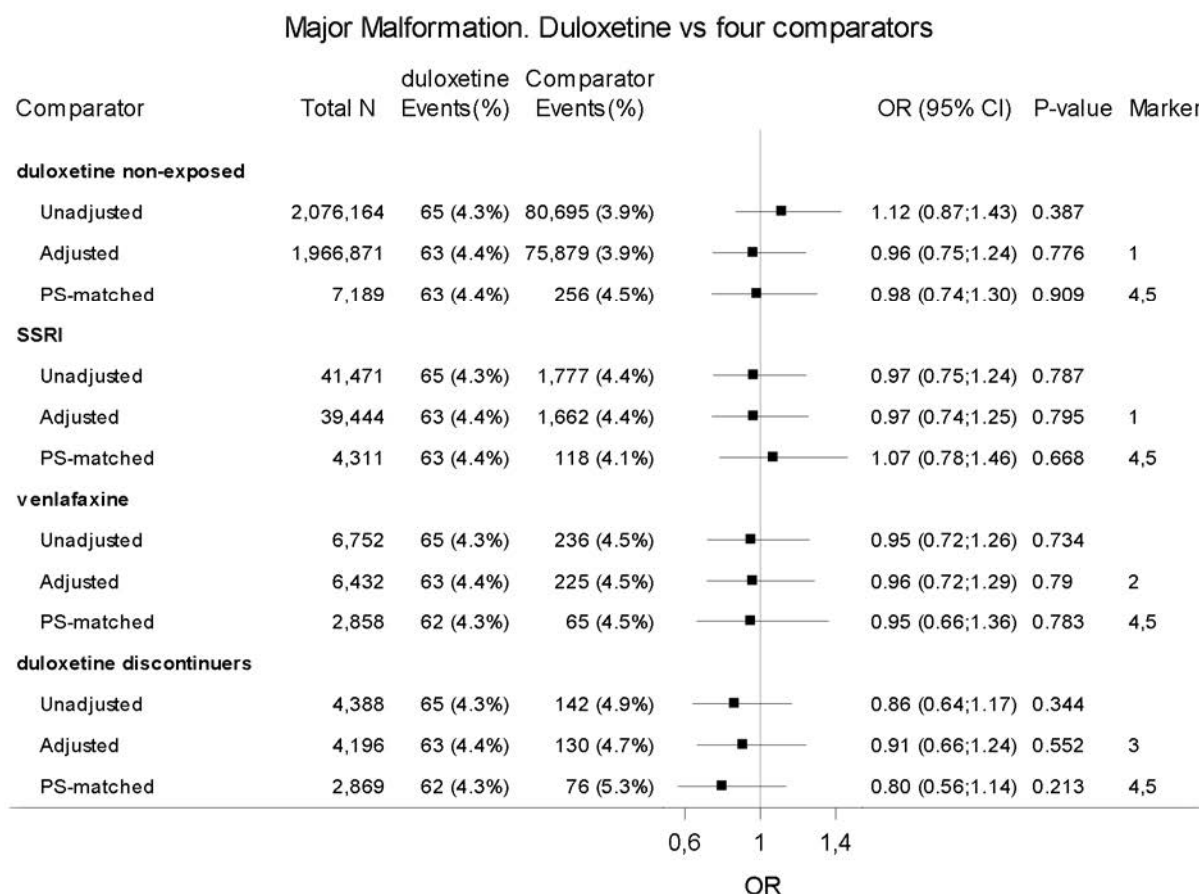 Major Malformation. Duloxetine vs four comparators
duloxetine Comparator
Comparator Total N Events(%) Events(%) OR (95% CI) P-value Marker
duloxetine non-exposed
Unadjusted 2,076,164 65 (4.3%) 80,695 (3.9%) 1.12 (0.87;1.43) 0.387
Adjusted 1,966,871 63 (4.4%) 75,879 (3.9%) 0.96 (0.75;1.24) 0.776 1
PS-matched 7,189 63 (4.4%) 256 (4.5%) 0.98 (0.74;1.30) 0.909 4,5
SSRI
Unadjusted 41,471 65 (4.3%) 1,777 (4.4%) 0.97 (0.75;1.24) 0.787
Adjusted 39,444 63 (4.4%) 1,662 (4.4%) 0.97 (0.74;1.25) 0.795 1
PS-matched 4,311 63 (4.4%) 118 (4.1%) 1.07 (0.78;1.46) 0.668 4,5
venlafaxine
Unadjusted 6,752 65 (4.3%) 236 (4.5%) 0.95 (0.72;1.26) 0.734
Adjusted 6,432 63 (4.4%) 225 (4.5%) 0.96 (0.72;1.29) 0.79 2
PS-matched 2,858 62 (4.3%) 65 (4.5%) 0.95 (0.66;1.36) 0.783 4,5
duloxetine discontinuers
Unadjusted 4,388 65 (4.3%) 142 (4.9%) 0.86 (0.64;1.17) 0.344
Adjusted 4,196 63 (4.4%) 130 (4.7%) 0.91 (0.66;1.24) 0.552 3
PS-matched 2,869 62 (4.3%) 76 (5.3%) 0.80 (0.56;1.14) 0.213 4,5
0,6 1 1,4
OR